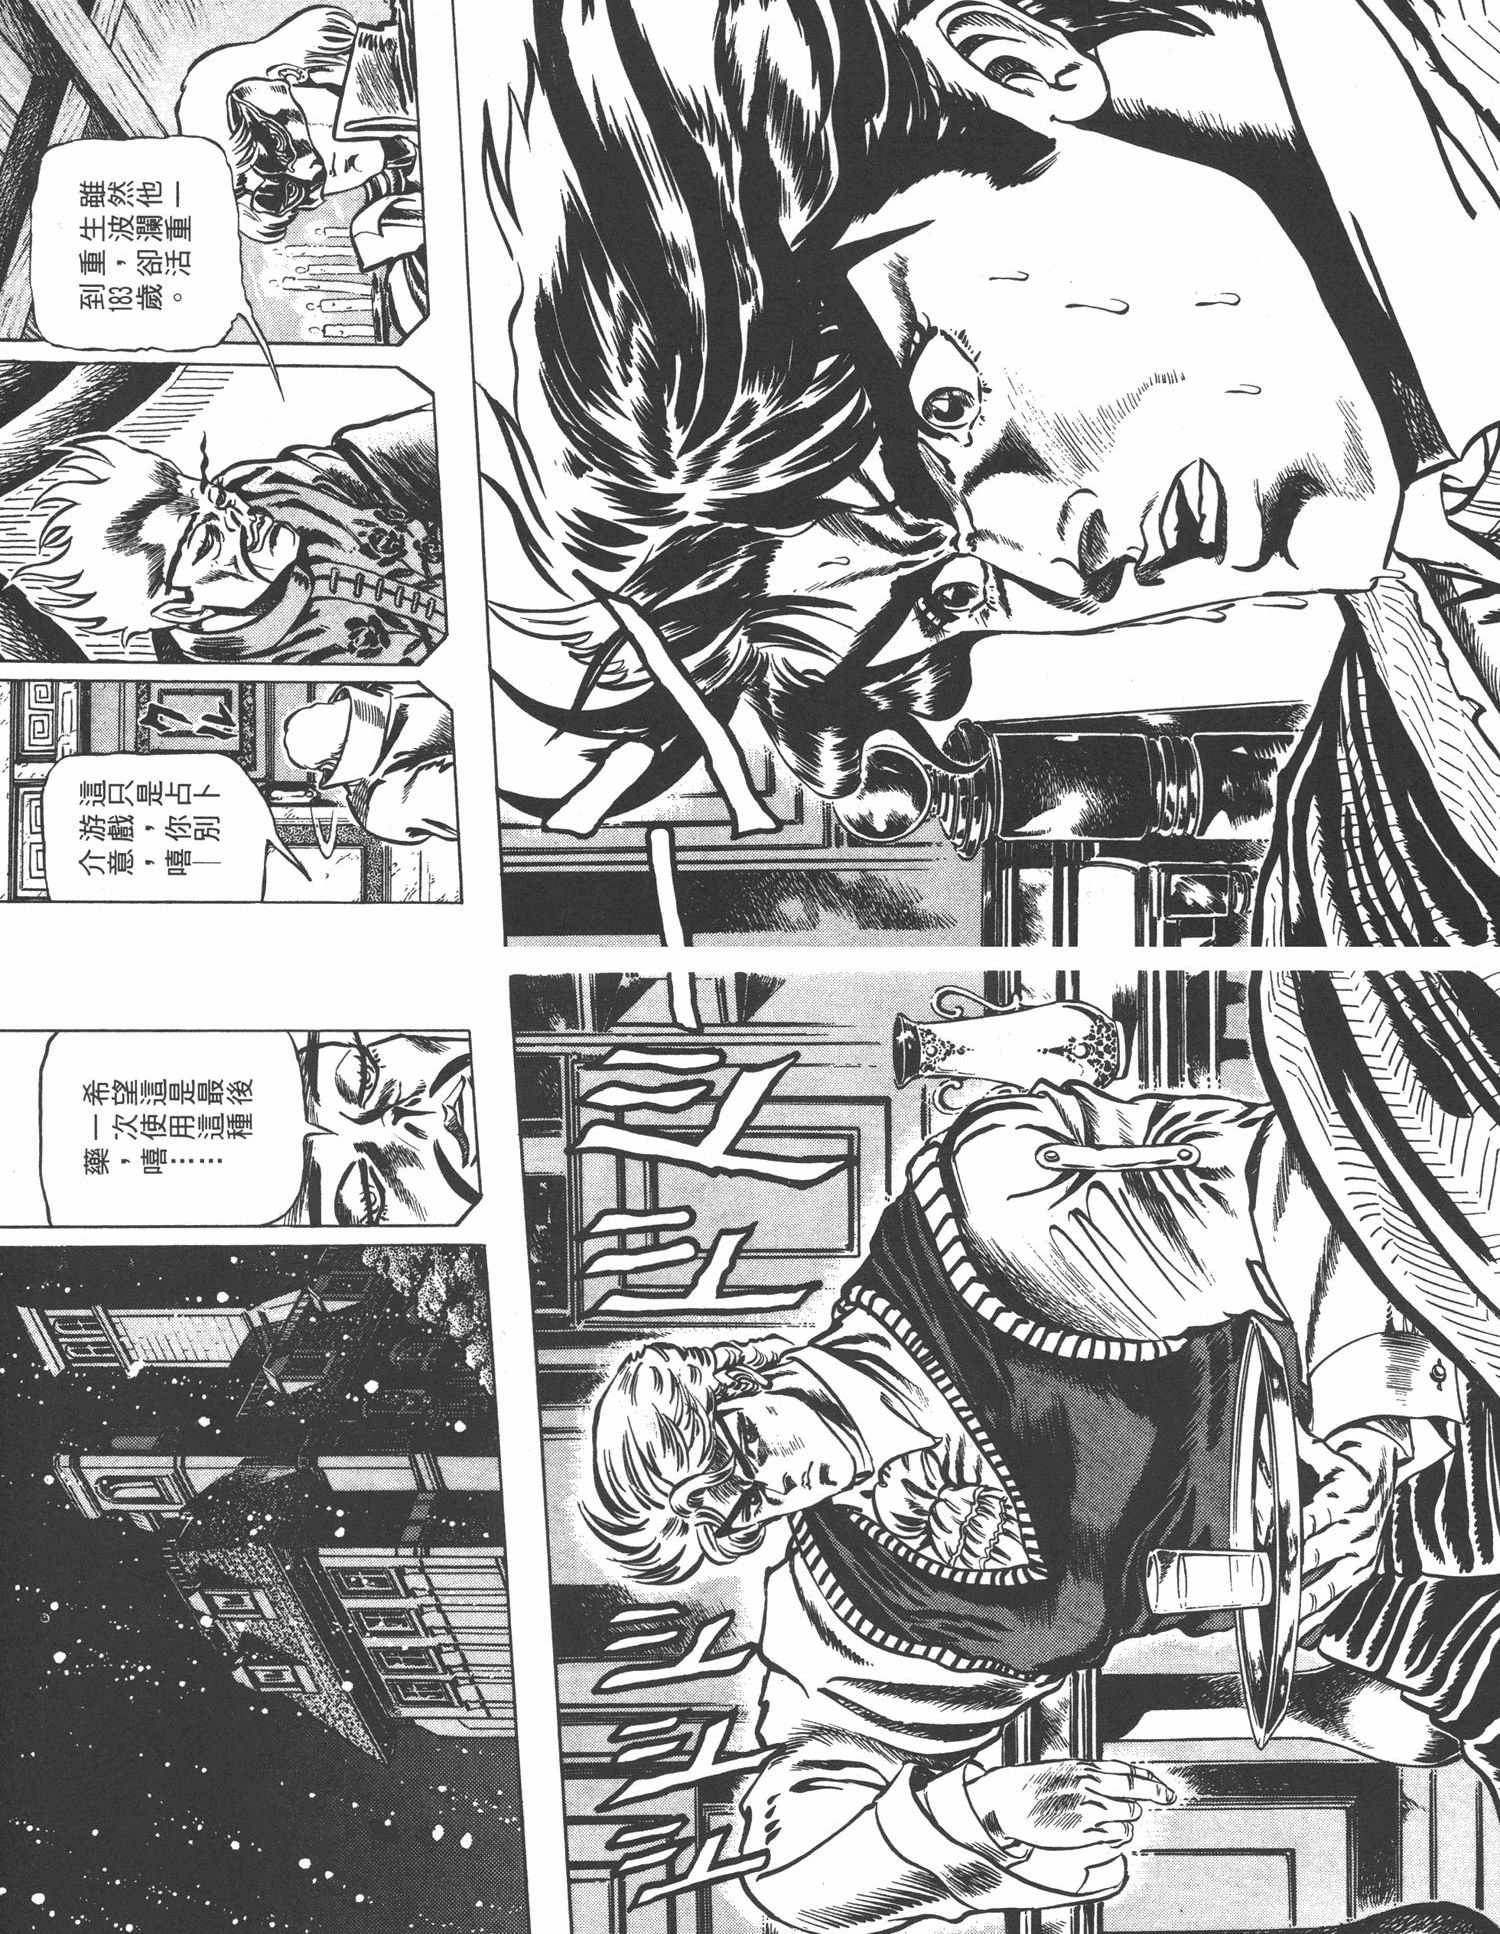 雖然他一
生波瀾重
重，卻活
到183歲。
這只是占卜
游戲，你別
介意，嘻─
希望這是最後
一次使用這種
藥，嘻……